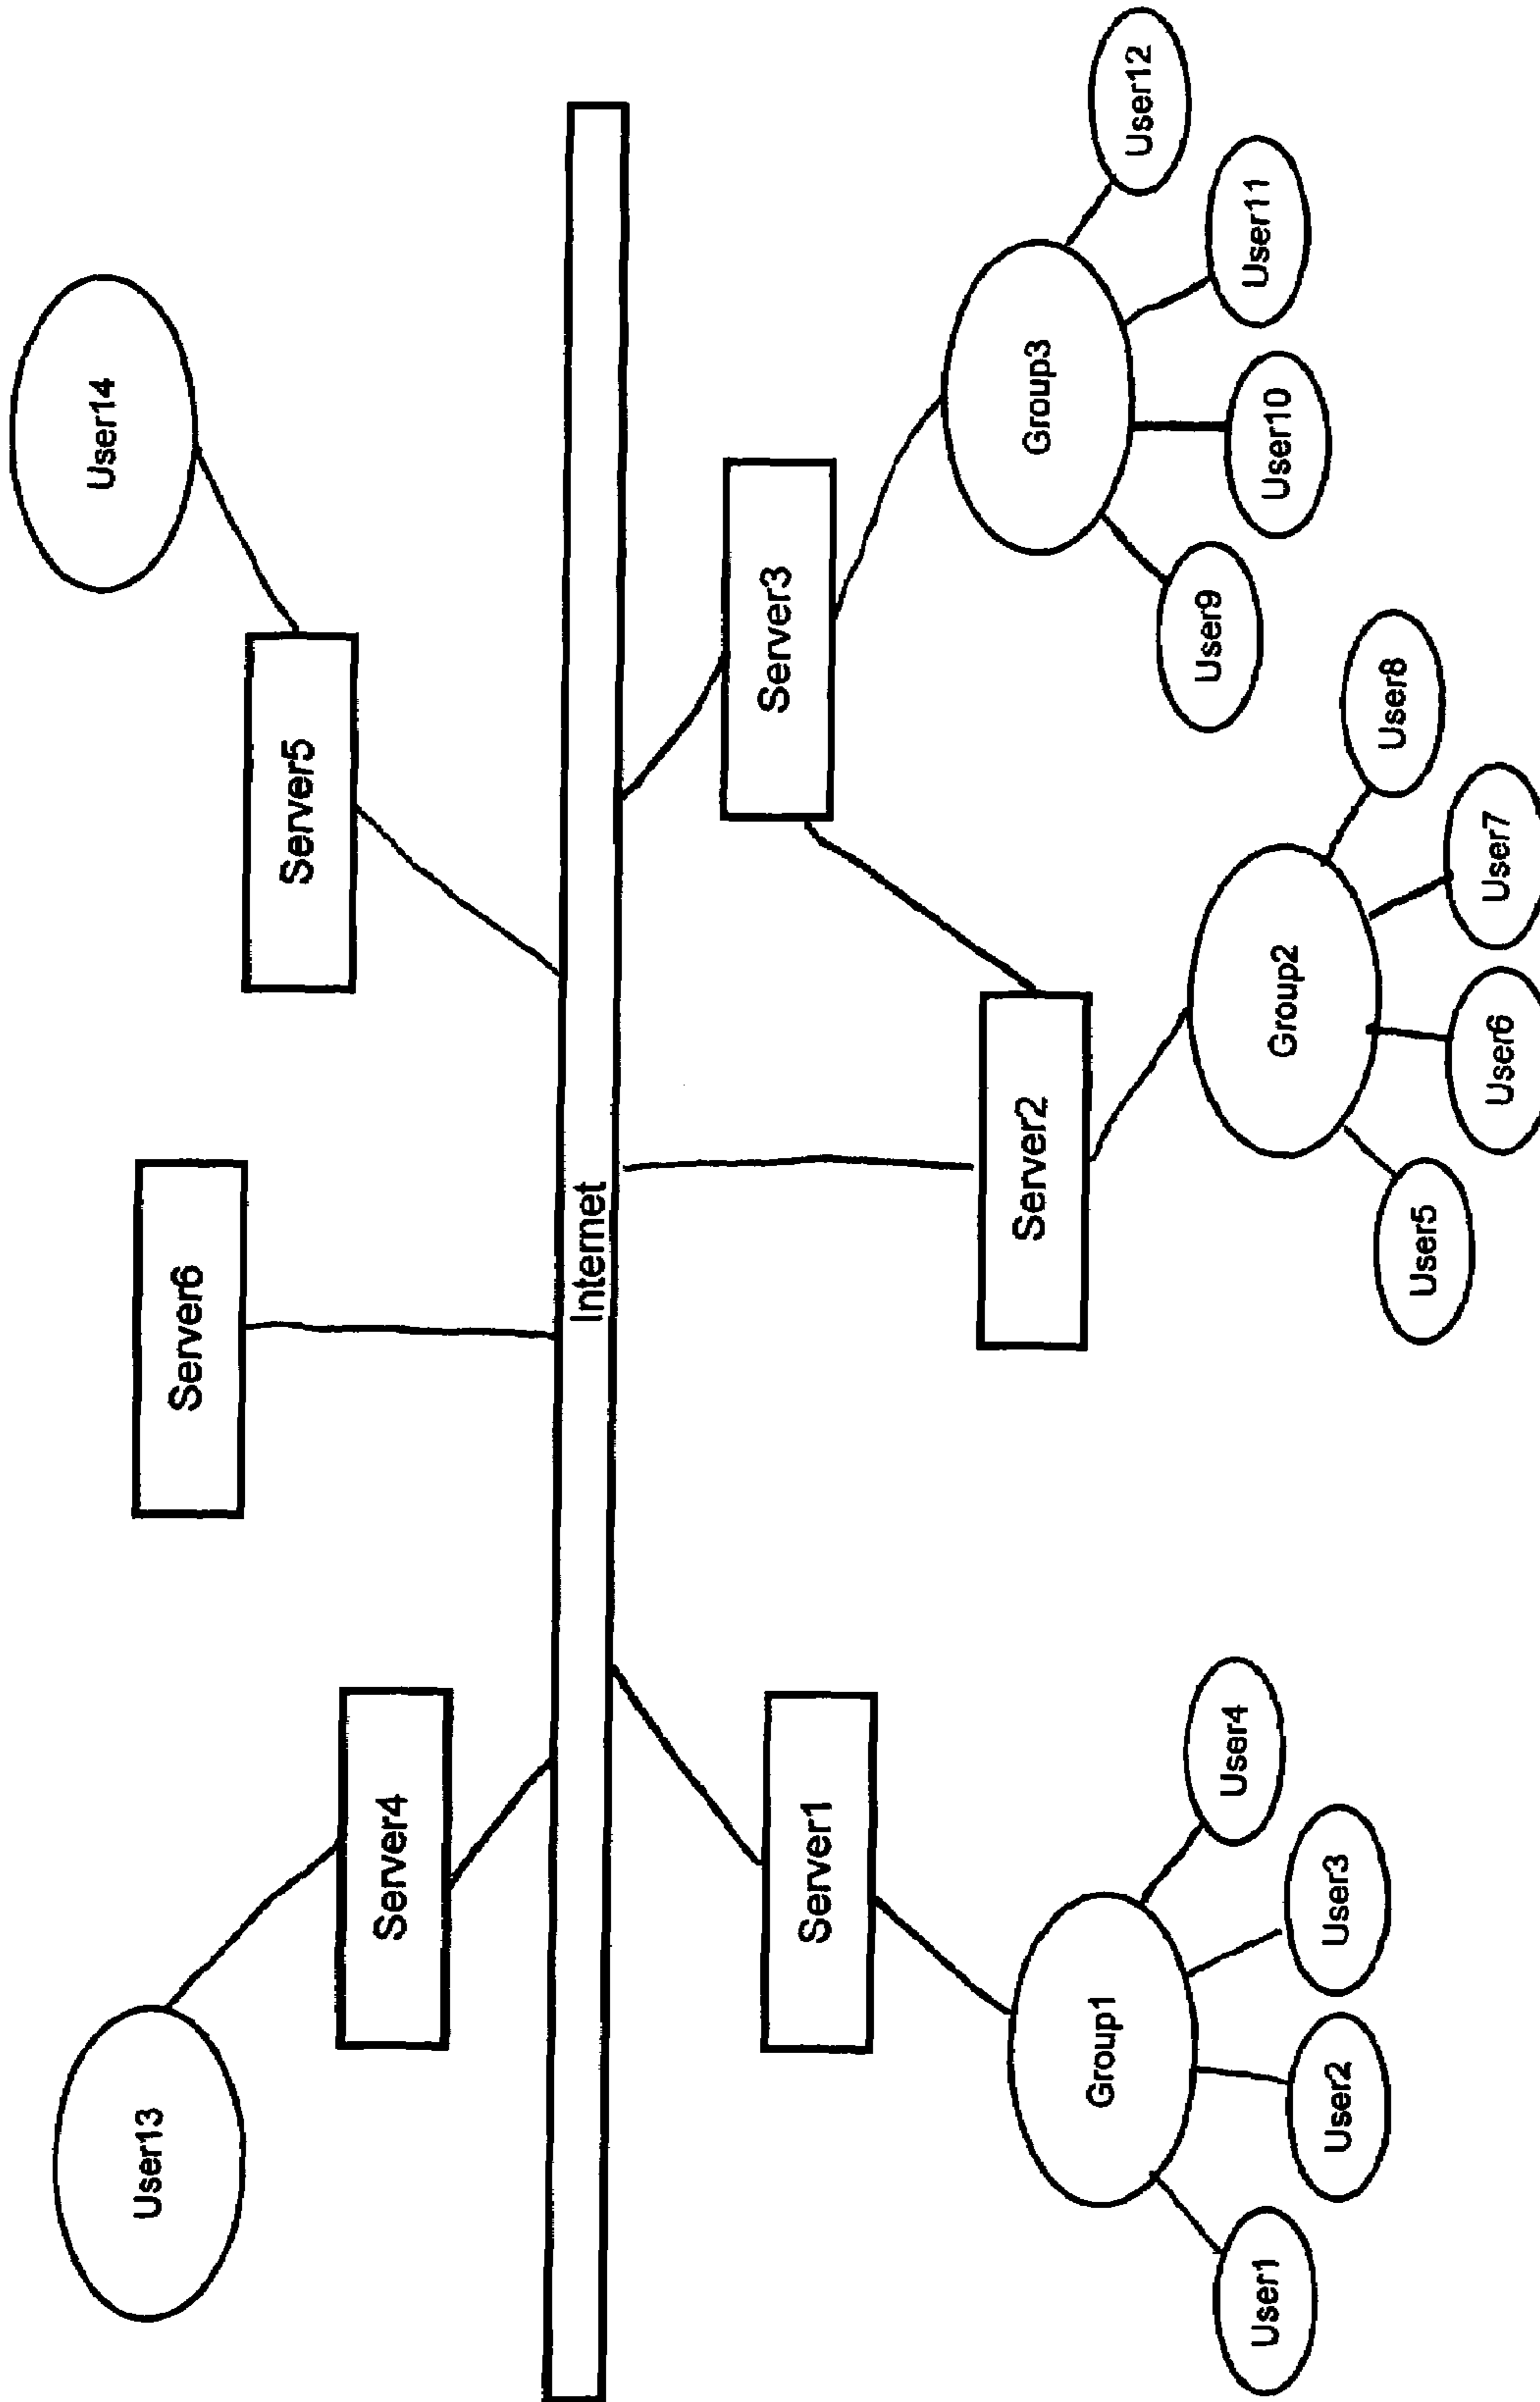 User13
Server4
Server6
Server5
User14
Internet
Server1
Server2
Server3
Group1
User1
User2
User3
User4
Group2
User5
User6
User7
User8
Group3
User9
User10
User11
User12